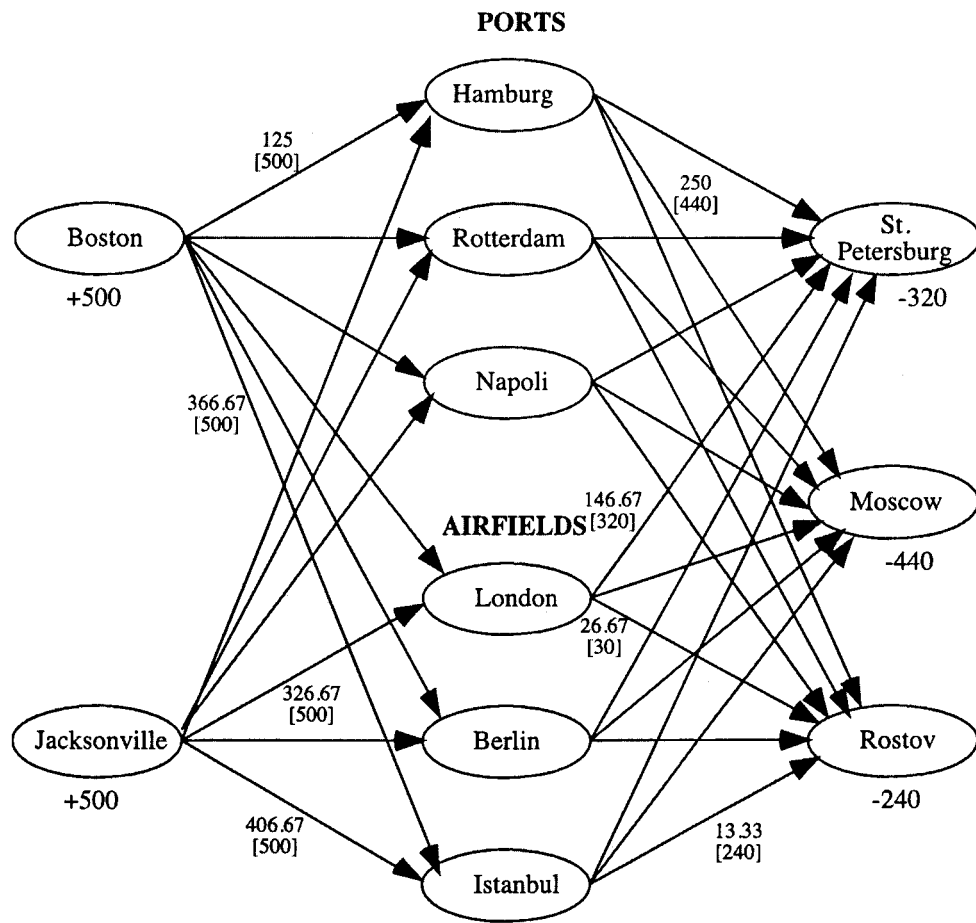 PORTS
Hamburg
125
[500]
250
[440]
Boston
+500
Rotterdam
St.
Petersburg
-320
Napoli
366.67
[500]
146.67
[320]
Moscow
-440
AIRFIELDS
London
26.67
[30]
326.67
[500]
Jacksonville
+500
Berlin
Rostov
-240
406.67
[500]
13.33
[240]
Istanbul